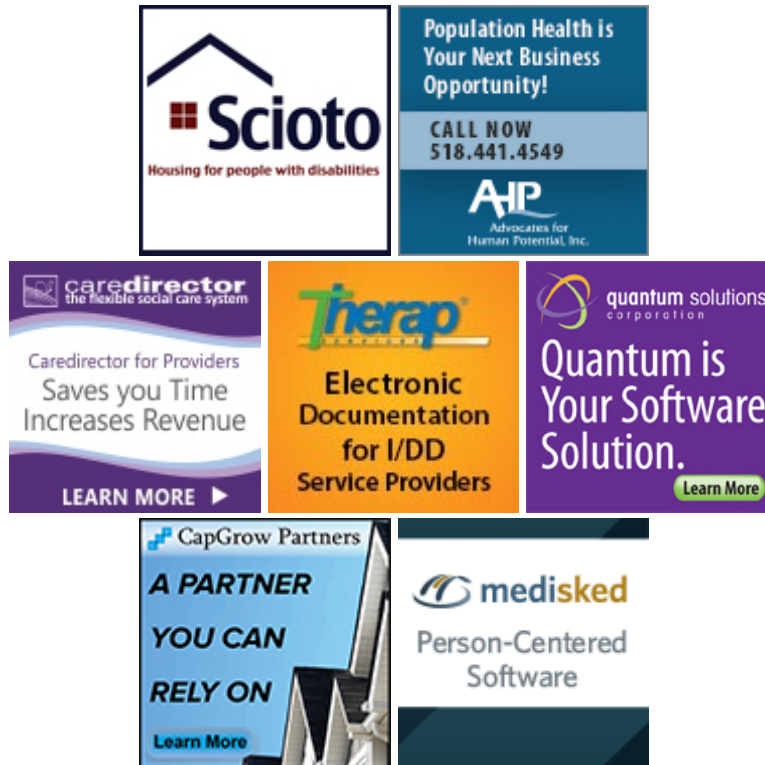 Scioto
Housing for people with disabilities
Population Health is
Your Next Business
Opportunity!
CALL NOW
518.441.4549
AHP
Advocates for
Human Potential, Inc.
caredirector
the flexible social care system
Caredirector for Providers
Saves you Time
Increases Revenue
LEARN MORE
Therap®
SERVICES
Electronic
Documentation
for I/DD
Service Providers
quantum solutions
corporation
Quantum is
Your Software
Solution.
Learn More
CapGrow Partners
A PARTNER
YOU CAN
RELY ON
Learn More
medisked
Person-Centered
Software